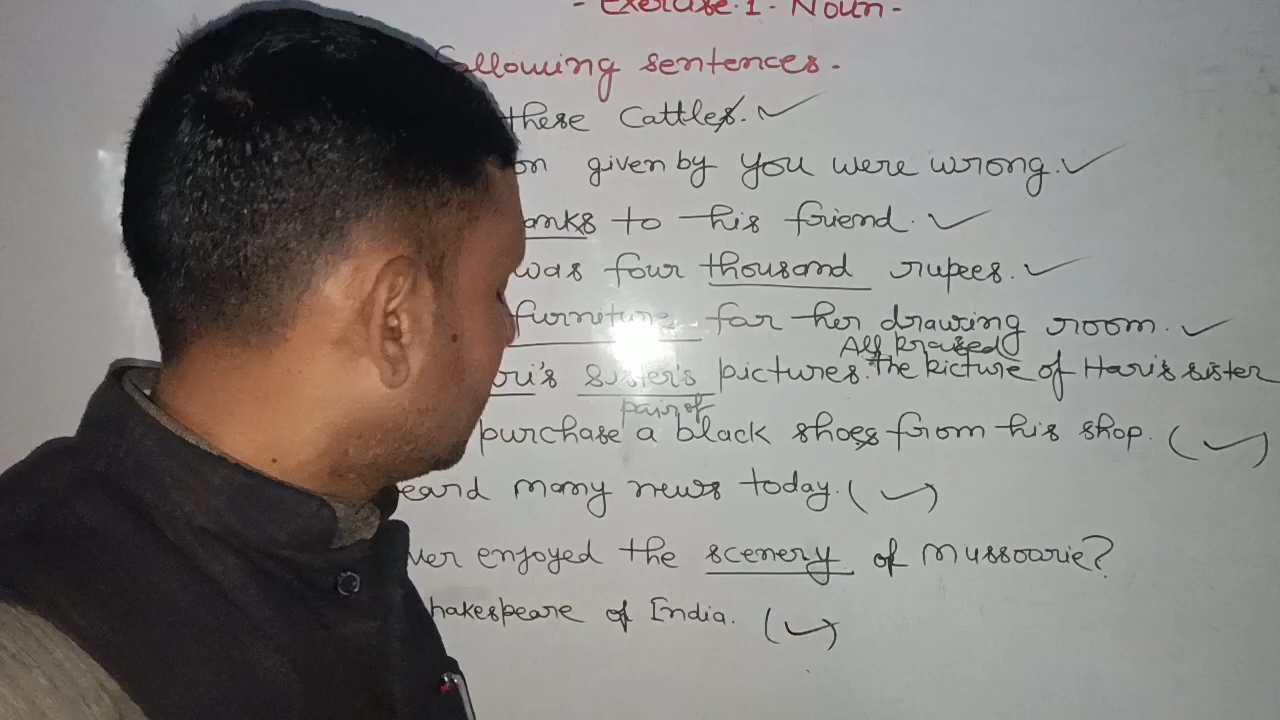 - Exercise.1 - Noun -
following sentences.
these Cattles.
on given by you were wrong.
anks to his friend.
was four thousand rupees.
furniture for her drawing room.
All praised
ri's sister's pictures. The picture of Hari's sister
pair of
purchase a black shoes from his shop.
eard many news today.
ver enjoyed the scenery of Mussoorie?
hakespeare of India.